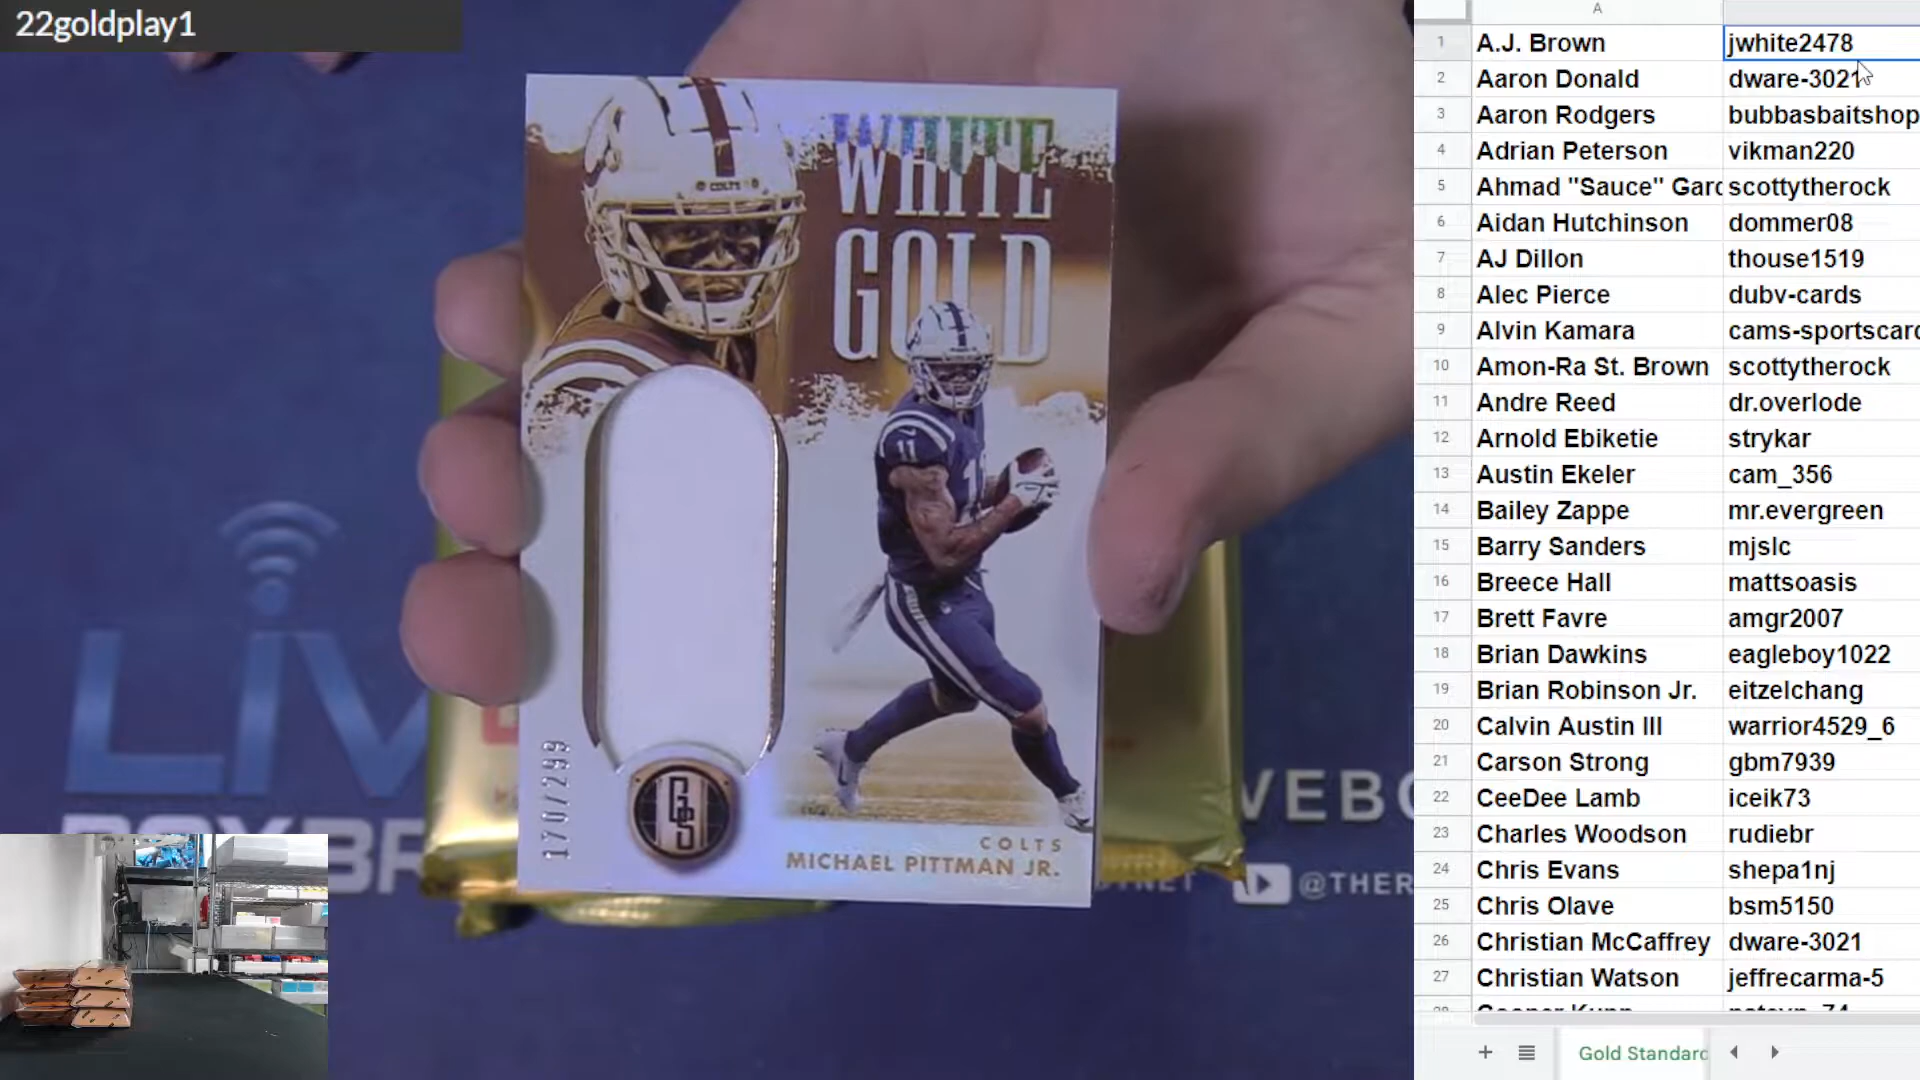 22goldplay1
WHITE
GOLD
COLTS
11
170/299
GS
COLTS
MICHAEL PITTMAN JR.
LIV
VEBO
@THER
A
1 A.J. Brown jwhite2478
2 Aaron Donald dware-3021
3 Aaron Rodgers bubbasbaitshop
4 Adrian Peterson vikman220
5 Ahmad "Sauce" Gard scottytherock
6 Aidan Hutchinson dommer08
7 AJ Dillon thouse1519
8 Alec Pierce dubv-cards
9 Alvin Kamara cams-sportscard
10 Amon-Ra St. Brown scottytherock
11 Andre Reed dr.overlode
12 Arnold Ebiketie strykar
13 Austin Ekeler cam_356
14 Bailey Zappe mr.evergreen
15 Barry Sanders mjslc
16 Breece Hall mattsoasis
17 Brett Favre amgr2007
18 Brian Dawkins eagleboy1022
19 Brian Robinson Jr. eitzelchang
20 Calvin Austin III warrior4529_6
21 Carson Strong gbm7939
22 CeeDee Lamb iceik73
23 Charles Woodson rudiebr
24 Chris Evans shepa1nj
25 Chris Olave bsm5150
26 Christian McCaffrey dware-3021
27 Christian Watson jeffrecarma-5
Gold Standard